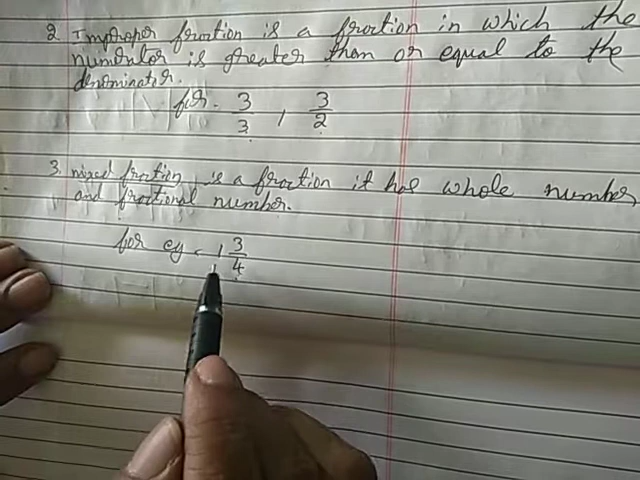 2. Improper fraction is a fraction in which the
numerator is greater than or equal to the
denominator.
for. 3/3 , 3/2
3. mixed fraction is a fraction it has whole number
and fractional number.
for eg - 1 3/4